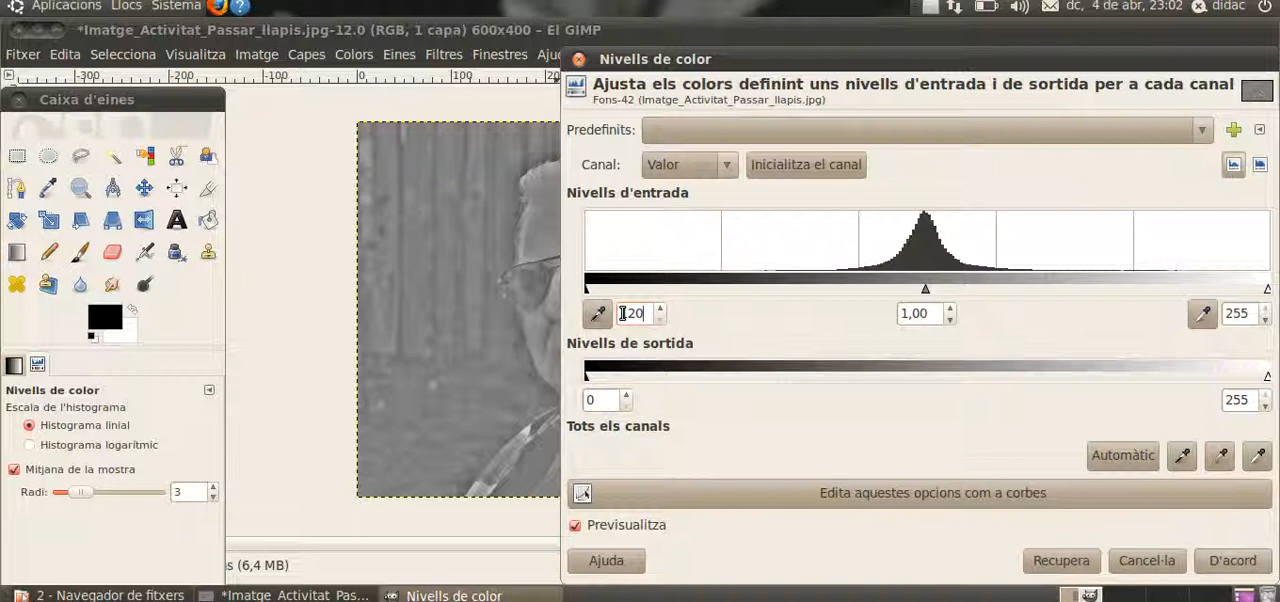 Aplicacions Llocs Sistema
dc, 4 de abr, 23:02 didac
*Imatge_Activitat_Passar_llapis.jpg-12.0 (RGB, 1 capa) 600x400 – El GIMP
Fitxer Edita Selecciona Visualitza Imatge Capes Colors Eines Filtres Finestres Aju
-300 -200 -100 0 100 20
Caixa d'eines
Nivells de color
Ajusta els colors definint uns nivells d'entrada i de sortida per a cada canal
Fons-42 (Imatge_Activitat_Passar_llapis.jpg)
Predefinits:
Canal: Valor Inicialitza el canal
Nivells d'entrada
20 1,00 255
Nivells de sortida
0 255
Tots els canals
Automàtic
Edita aquestes opcions com a corbes
Previsualitza
Ajuda Recupera Cancel·la D'acord
Nivells de color
Escala de l'histograma
Histograma linial
Histograma logarítmic
Mitjana de la mostra
Radi: 3
s (6,4 MB)
2 - Navegador de fitxers *Imatge_Activitat_Pas... Nivells de color